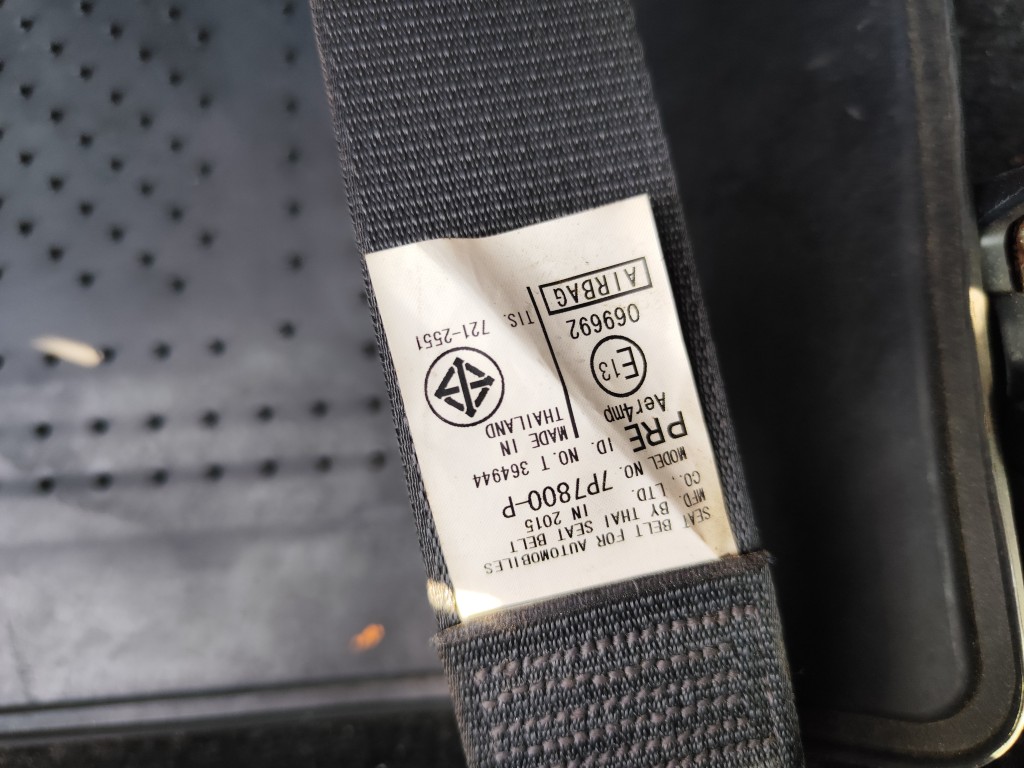 SEAT BELT FOR AUTOMOBILES
MFD. BY THAI SEAT BELT
CO., LTD. IN 2015
MODEL NO. 7P7800-P
ID. NO. T 364944
PRE
Aer4mp
E13
069692
AIRBAG
MADE IN
THAILAND
TIS. 721-2551